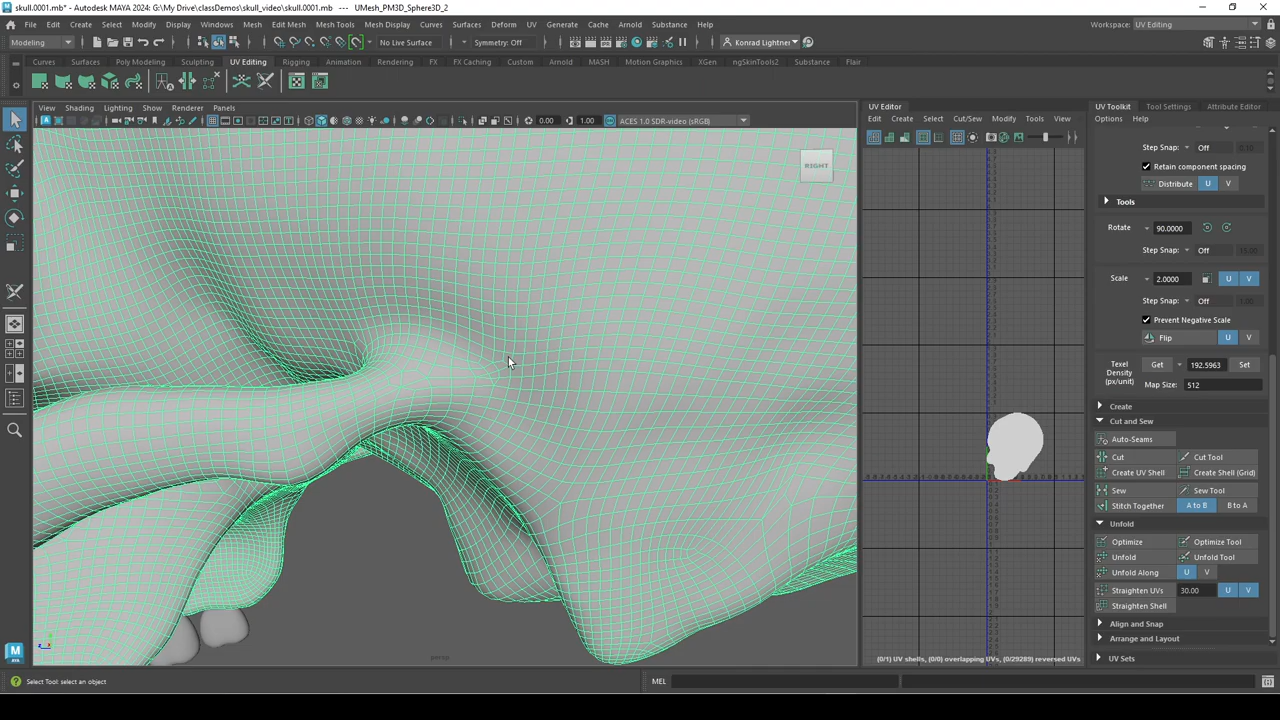 skull.0001.mb* - Autodesk MAYA 2024: G:\My Drive\classDemos\skull_video\skull.0001.mb --- UMesh_PM3D_Sphere3D_2
File Edit Create Select Modify Display Windows Mesh Edit Mesh Mesh Tools Mesh Display Curves Surfaces Deform UV Generate Cache Arnold Substance Help
Workspace: UV Editing
Modeling No Live Surface Symmetry: Off Konrad Lightner
Curves Surfaces Poly Modeling Sculpting UV Editing Rigging Animation Rendering FX FX Caching Custom Arnold MASH Motion Graphics XGen ngSkinTools2 Substance Flair
View Shading Lighting Show Renderer Panels
0.00 1.00 ACES 1.0 SDR-video (sRGB)
RIGHT
persp
UV Editor
Edit Create Select Cut/Sew Modify Tools View
(0/1) UV shells, (0/0) overlapping UVs, (0/29289) reversed UVs
UV Toolkit Tool Settings Attribute Editor
Options Help
Step Snap: Off 0.10
Retain component spacing
Distribute U V
Tools
Rotate 90.0000
Step Snap: Off 15.00
Scale 2.0000 U V
Step Snap: Off 1.00
Prevent Negative Scale
Flip U V
Texel Density (px/unit) Get 192.5963 Set
Map Size: 512
Create
Cut and Sew
Auto-Seams
Cut Cut Tool
Create UV Shell Create Shell (Grid)
Sew Sew Tool
Stitch Together A to B B to A
Unfold
Optimize Optimize Tool
Unfold Unfold Tool
Unfold Along U V
Straighten UVs 30.00 U V
Straighten Shell
Align and Snap
Arrange and Layout
UV Sets
Select Tool: select an object
MEL